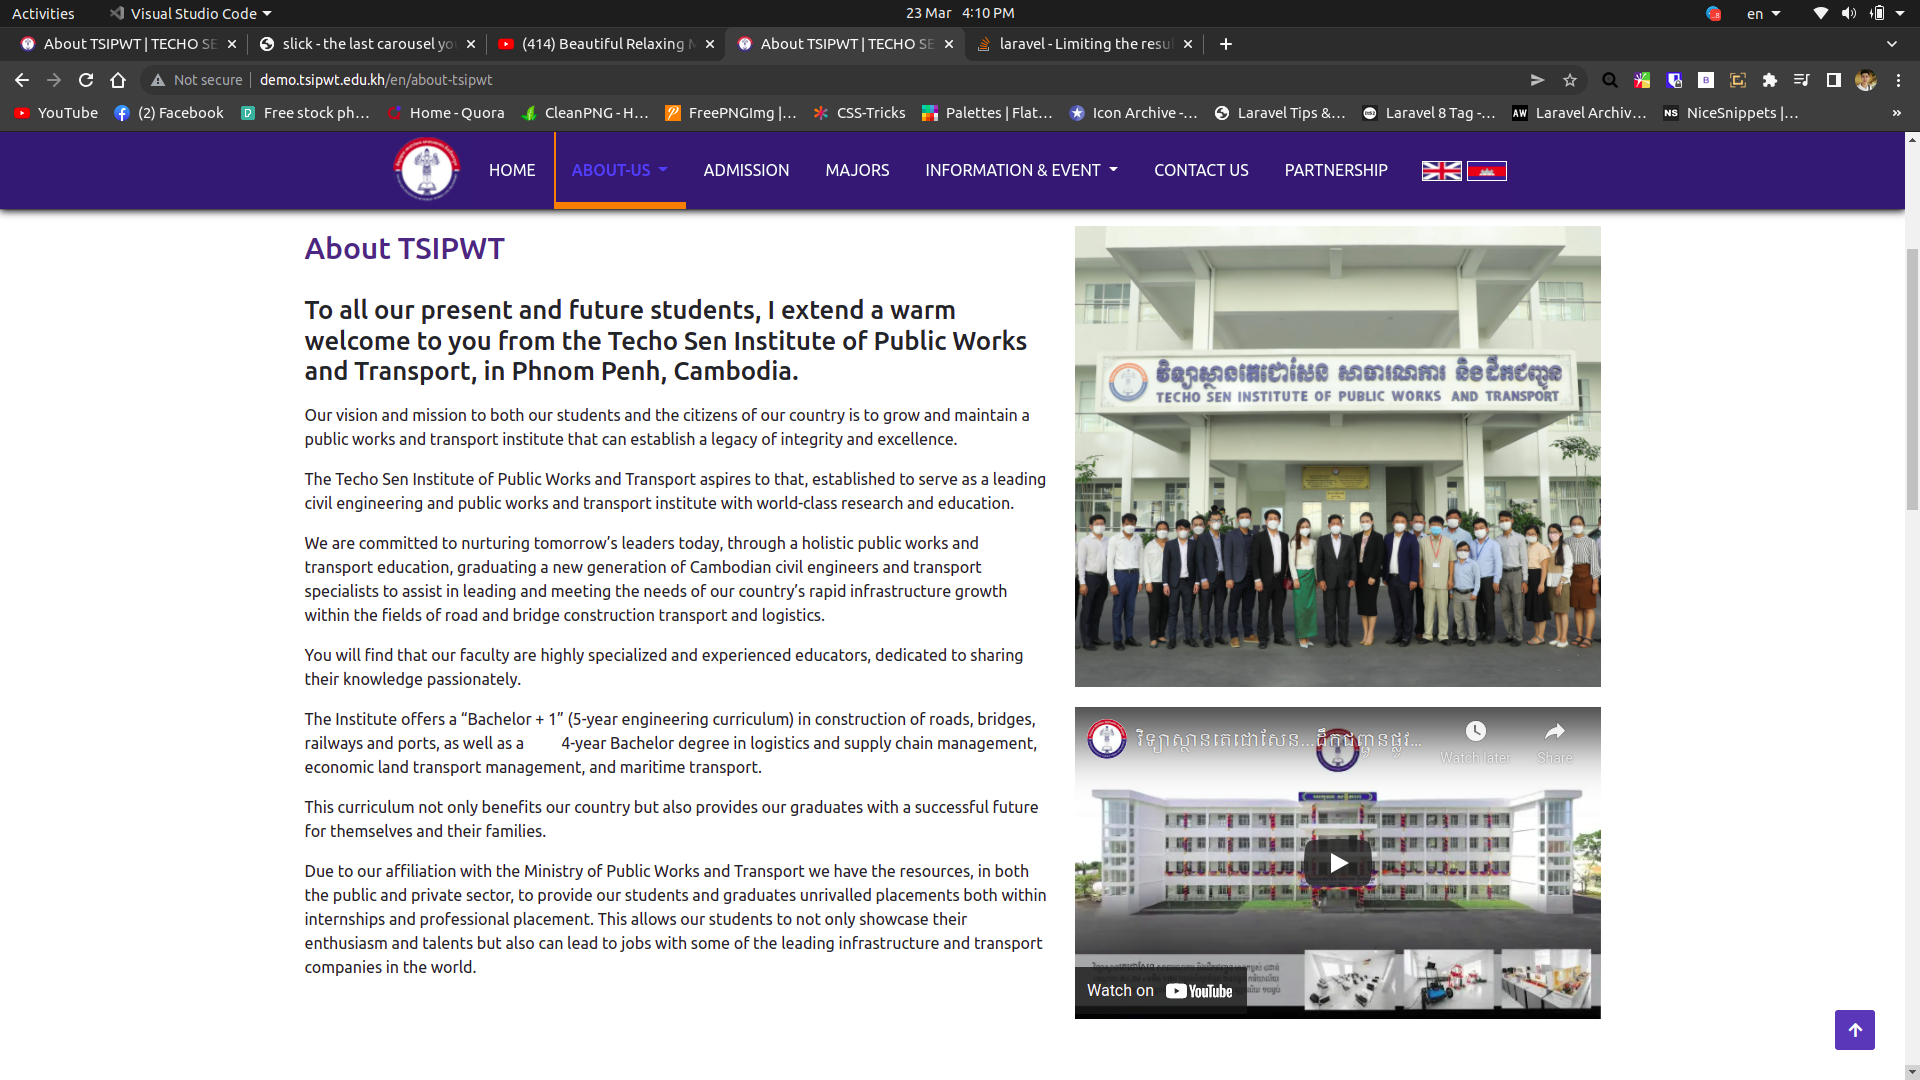 Activities
Visual Studio Code
23 Mar 4:10 PM
en
About TSIPWT | TECHO SE
slick - the last carousel yo
(414) Beautiful Relaxing M
About TSIPWT | TECHO SE
laravel - Limiting the resul
Not secure
demo.tsipwt.edu.kh/en/about-tsipwt
YouTube
(2) Facebook
Free stock ph...
Home - Quora
CleanPNG - H...
FreePNGImg |...
CSS-Tricks
Palettes | Flat...
Icon Archive -...
Laravel Tips &...
Laravel 8 Tag -...
AW Laravel Archiv...
NS NiceSnippets |...
»
HOME
ABOUT-US
ADMISSION
MAJORS
INFORMATION & EVENT
CONTACT US
PARTNERSHIP
About TSIPWT
To all our present and future students, I extend a warm
welcome to you from the Techo Sen Institute of Public Works
and Transport, in Phnom Penh, Cambodia.
Our vision and mission to both our students and the citizens of our country is to grow and maintain a
public works and transport institute that can establish a legacy of integrity and excellence.
The Techo Sen Institute of Public Works and Transport aspires to that, established to serve as a leading
civil engineering and public works and transport institute with world-class research and education.
We are committed to nurturing tomorrow’s leaders today, through a holistic public works and
transport education, graduating a new generation of Cambodian civil engineers and transport
specialists to assist in leading and meeting the needs of our country’s rapid infrastructure growth
within the fields of road and bridge construction transport and logistics.
You will find that our faculty are highly specialized and experienced educators, dedicated to sharing
their knowledge passionately.
The Institute offers a “Bachelor + 1” (5-year engineering curriculum) in construction of roads, bridges,
railways and ports, as well as a 4-year Bachelor degree in logistics and supply chain management,
economic land transport management, and maritime transport.
This curriculum not only benefits our country but also provides our graduates with a successful future
for themselves and their families.
Due to our affiliation with the Ministry of Public Works and Transport we have the resources, in both
the public and private sector, to provide our students and graduates unrivalled placements both within
internships and professional placement. This allows our students to not only showcase their
enthusiasm and talents but also can lead to jobs with some of the leading infrastructure and transport
companies in the world.
វិទ្យាស្ថានតេជោសែន សាធារណការ និងដឹកជញ្ជូន
TECHO SEN INSTITUTE OF PUBLIC WORKS AND TRANSPORT
វិទ្យាស្ថានតេជោសែន...ដឹកជញ្ជូនផ្លូវ...
Watch later
Share
Watch on YouTube